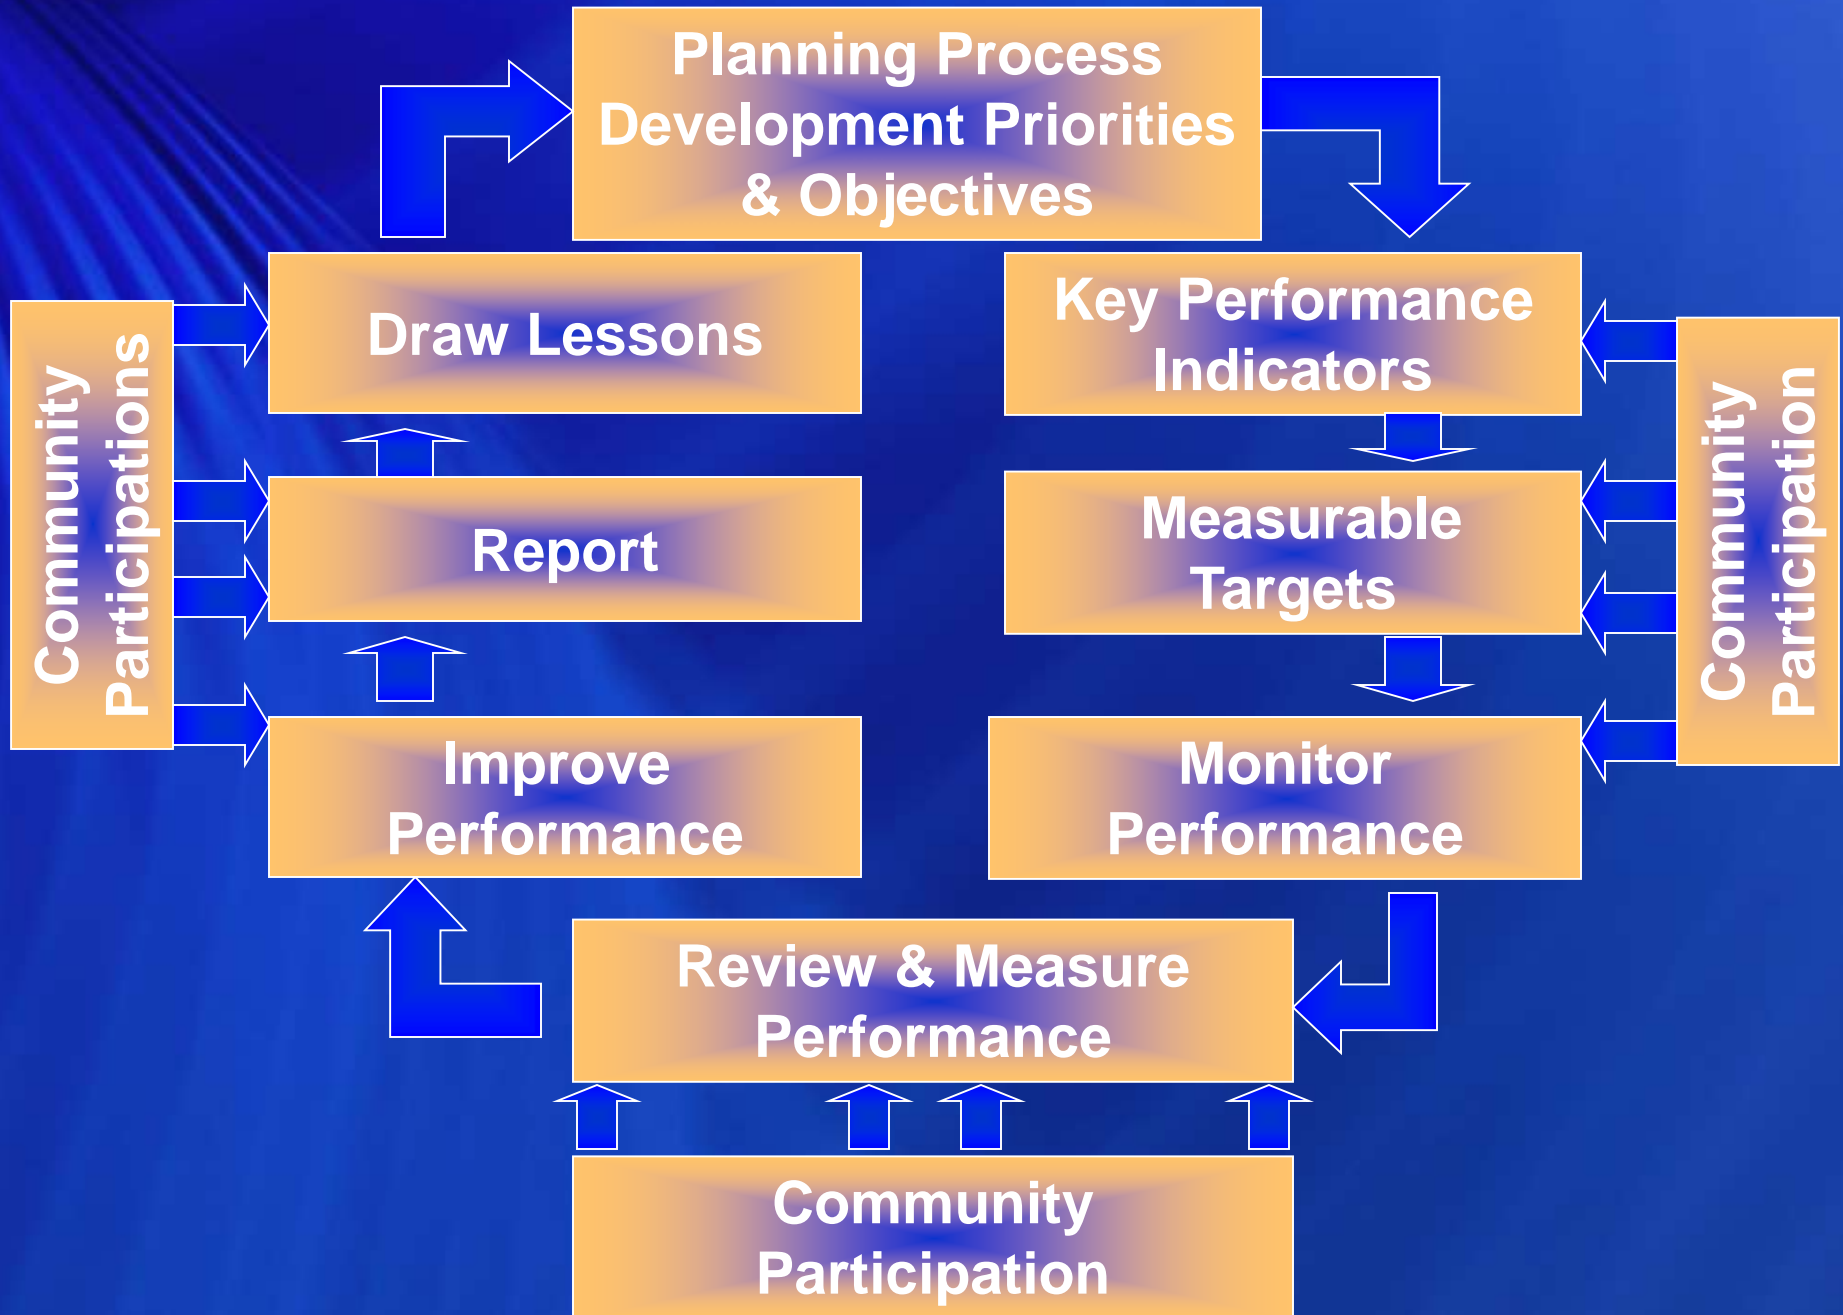 Planning Process
Development Priorities
& Objectives
Draw Lessons
Key Performance
Indicators
Community
Participations
Community
Participation
Report
Measurable
Targets
Improve
Performance
Monitor
Performance
Review & Measure
Performance
Community
Participation